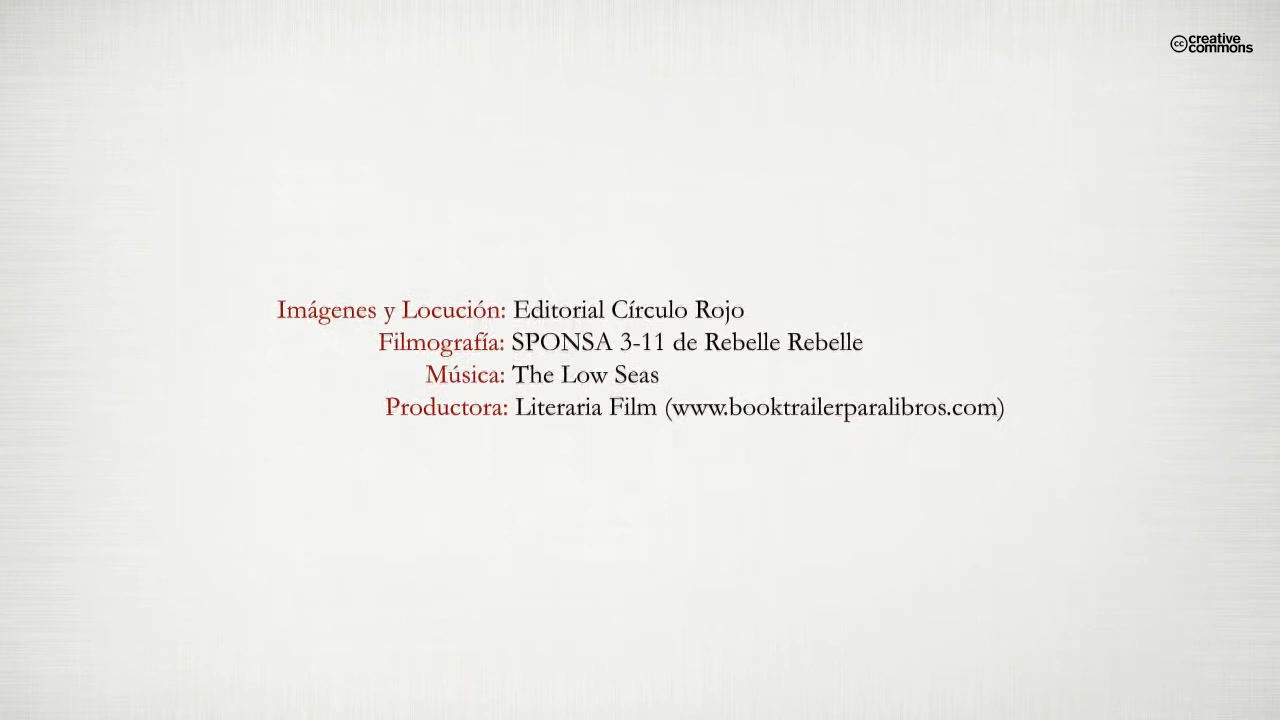 creative
commons
Imágenes y Locución: Editorial Círculo Rojo
Filmografía: SPONSA 3-11 de Rebelle Rebelle
Música: The Low Seas
Productora: Literaria Film (www.booktrailerparalibros.com)